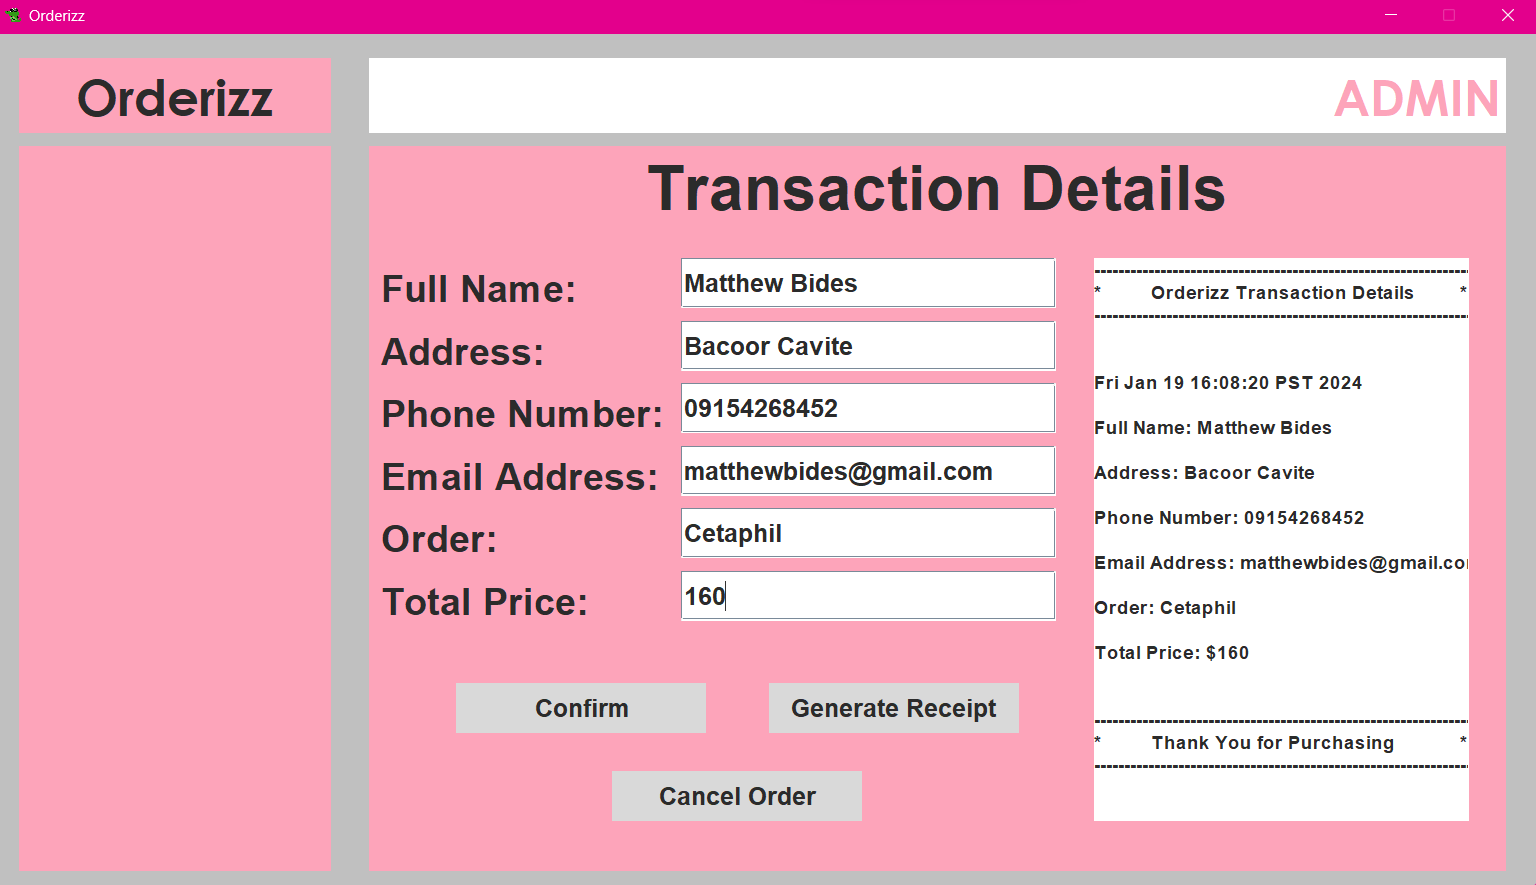 Orderizz
Orderizz
ADMIN
Transaction Details
Full Name: Matthew Bides
Address: Bacoor Cavite
Phone Number: 09154268452
Email Address: matthewbides@gmail.com
Order: Cetaphil
Total Price: 160
Confirm
Generate Receipt
Cancel Order
* Orderizz Transaction Details *
Fri Jan 19 16:08:20 PST 2024
Full Name: Matthew Bides
Address: Bacoor Cavite
Phone Number: 09154268452
Email Address: matthewbides@gmail.co
Order: Cetaphil
Total Price: $160
* Thank You for Purchasing *